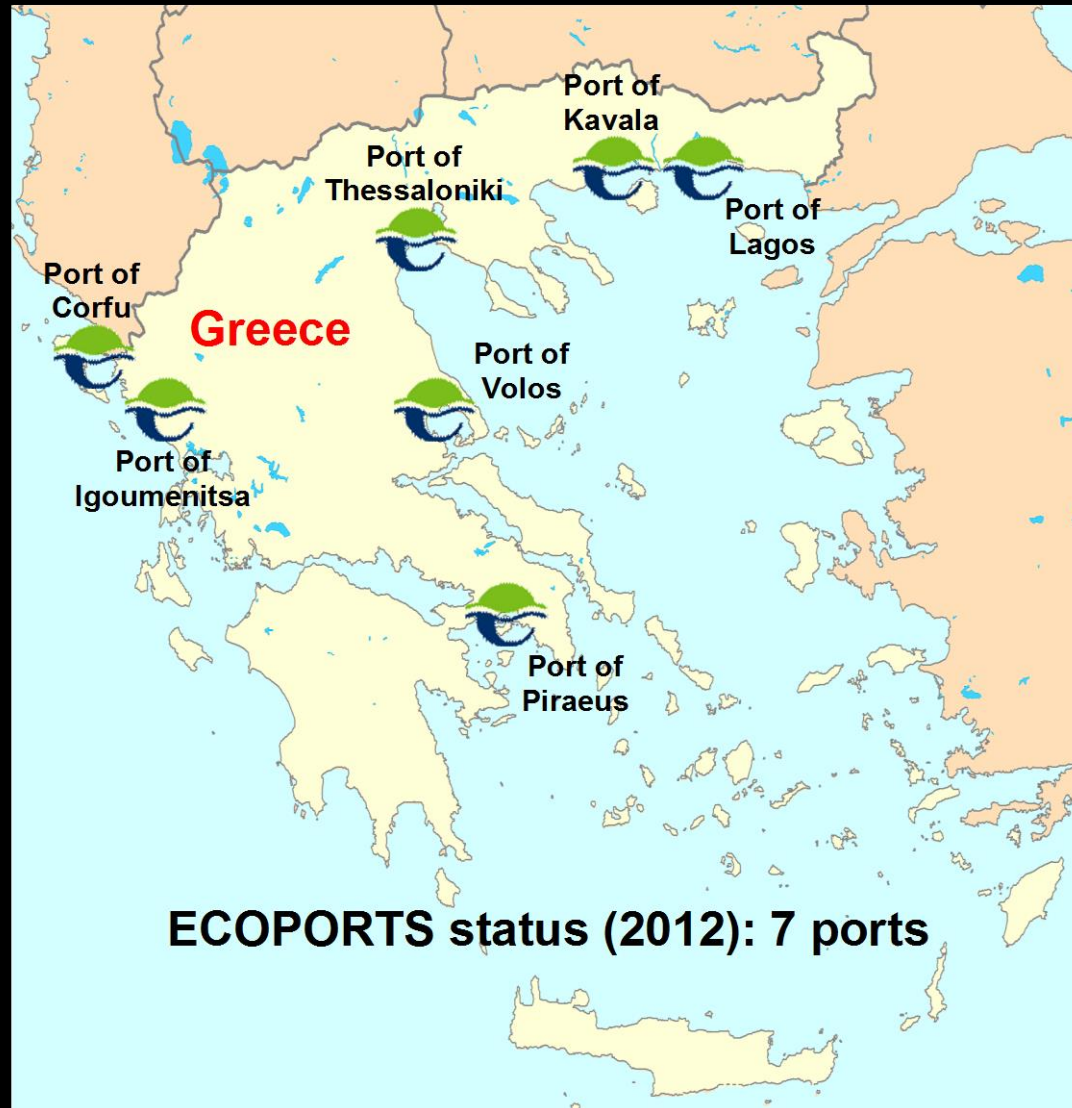 Port of
Kavala
Port of
Thessaloniki
Port of
Lagos
Port of
Corfu
Greece
Port of
Volos
Port of
Igoumenitsa
Port of
Piraeus
ECOPORTS status (2012): 7 ports